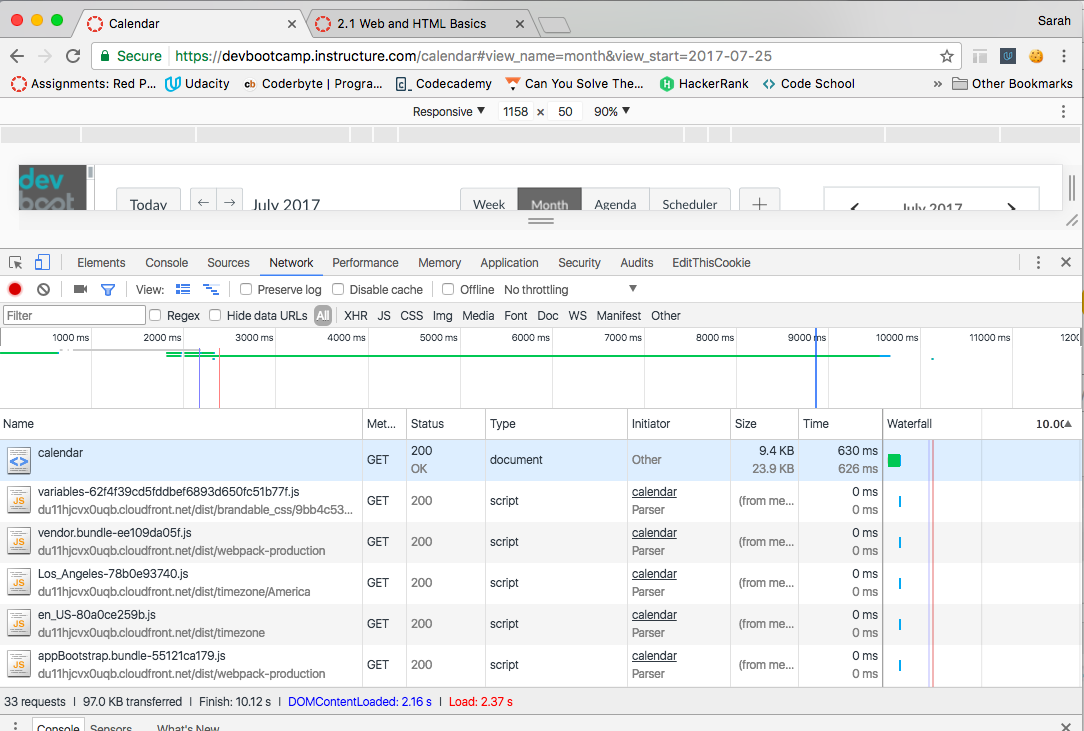 Calendar 2.1 Web and HTML Basics Sarah
Secure https://devbootcamp.instructure.com/calendar#view_name=month&view_start=2017-07-25
Assignments: Red P... Udacity cb Coderbyte | Progra... Codecademy Can You Solve The... HackerRank Code School » Other Bookmarks
Responsive ▼ 1158 × 50 90% ▼
dev
boot
Today ← → July 2017 Week Month Agenda Scheduler + July 2017
Elements Console Sources Network Performance Memory Application Security Audits EditThisCookie
View: Preserve log Disable cache Offline No throttling ▼
Filter Regex Hide data URLs All XHR JS CSS Img Media Font Doc WS Manifest Other
1000 ms 2000 ms 3000 ms 4000 ms 5000 ms 6000 ms 7000 ms 8000 ms 9000 ms 10000 ms 11000 ms 1200
Name Met... Status Type Initiator Size Time Waterfall 10.00
calendar GET 200 OK document Other 9.4 KB 23.9 KB 630 ms 626 ms
variables-62f4f39cd5fddbef6893d650fc51b77f.js
du11hjcvx0uqb.cloudfront.net/dist/brandable_css/9bb4c53...
GET 200 script calendar Parser (from me... 0 ms 0 ms
vendor.bundle-ee109da05f.js
du11hjcvx0uqb.cloudfront.net/dist/webpack-production
GET 200 script calendar Parser (from me... 0 ms 0 ms
Los_Angeles-78b0e93740.js
du11hjcvx0uqb.cloudfront.net/dist/timezone/America
GET 200 script calendar Parser (from me... 0 ms 0 ms
en_US-80a0ce259b.js
du11hjcvx0uqb.cloudfront.net/dist/timezone
GET 200 script calendar Parser (from me... 0 ms 0 ms
appBootstrap.bundle-55121ca179.js
du11hjcvx0uqb.cloudfront.net/dist/webpack-production
GET 200 script calendar Parser (from me... 0 ms 0 ms
33 requests | 97.0 KB transferred | Finish: 10.12 s | DOMContentLoaded: 2.16 s | Load: 2.37 s
Console Sensors What's New